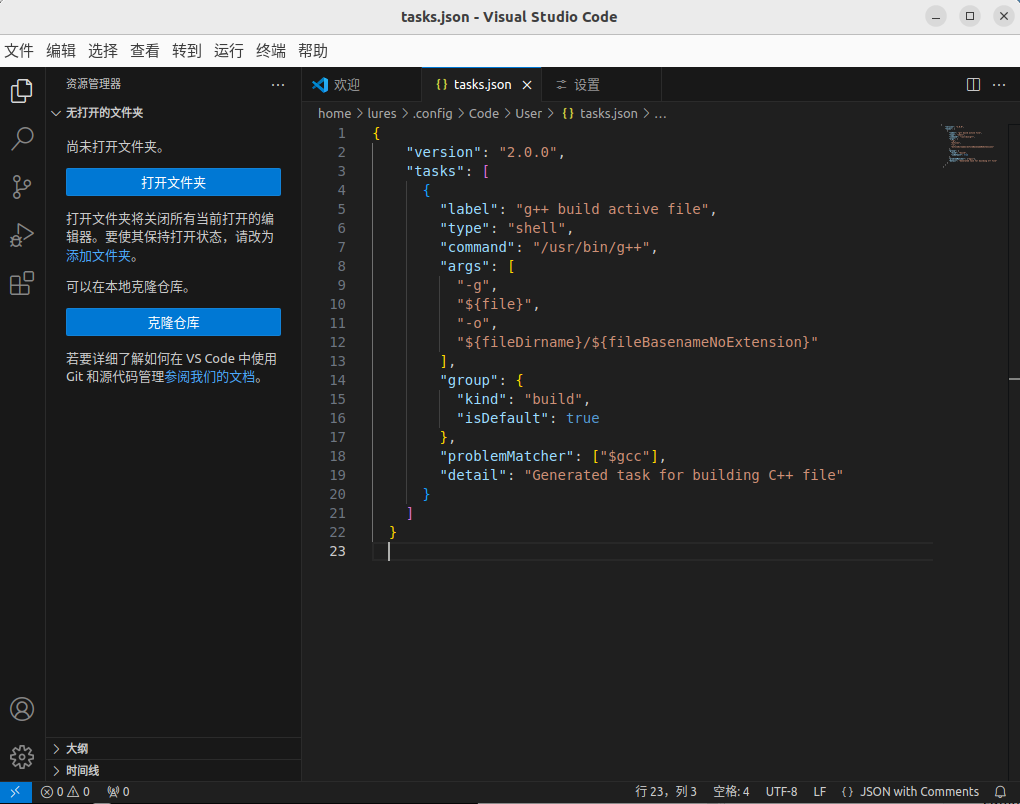 tasks.json - Visual Studio Code
文件 编辑 选择 查看 转到 运行 终端 帮助
资源管理器
无打开的文件夹
尚未打开文件夹。
打开文件夹
打开文件夹将关闭所有当前打开的编
辑器。要使其保持打开状态，请改为
添加文件夹。
可以在本地克隆仓库。
克隆仓库
若要详细了解如何在 VS Code 中使用
Git 和源代码管理参阅我们的文档。
大纲
时间线
欢迎 {} tasks.json 设置
home > lures > .config > Code > User > {} tasks.json > ...
1 {
2 "version": "2.0.0",
3 "tasks": [
4 {
5 "label": "g++ build active file",
6 "type": "shell",
7 "command": "/usr/bin/g++",
8 "args": [
9 "-g",
10 "${file}",
11 "-o",
12 "${fileDirname}/${fileBasenameNoExtension}"
13 ],
14 "group": {
15 "kind": "build",
16 "isDefault": true
17 },
18 "problemMatcher": ["$gcc"],
19 "detail": "Generated task for building C++ file"
20 }
21 ]
22 }
23
0 0 0 行 23，列 3 空格: 4 UTF-8 LF {} JSON with Comments